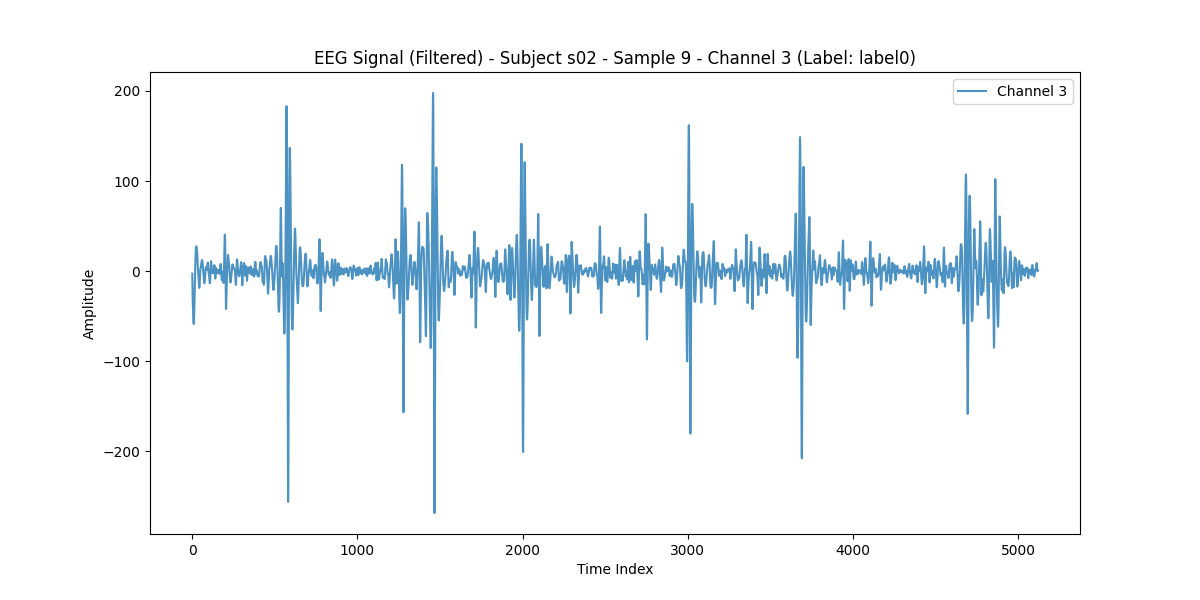 EEG Signal (Filtered) - Subject s02 - Sample 9 - Channel 3 (Label: label0)
Channel 3
200
100
0
−100
−200
Amplitude
0
1000
2000
3000
4000
5000
Time Index